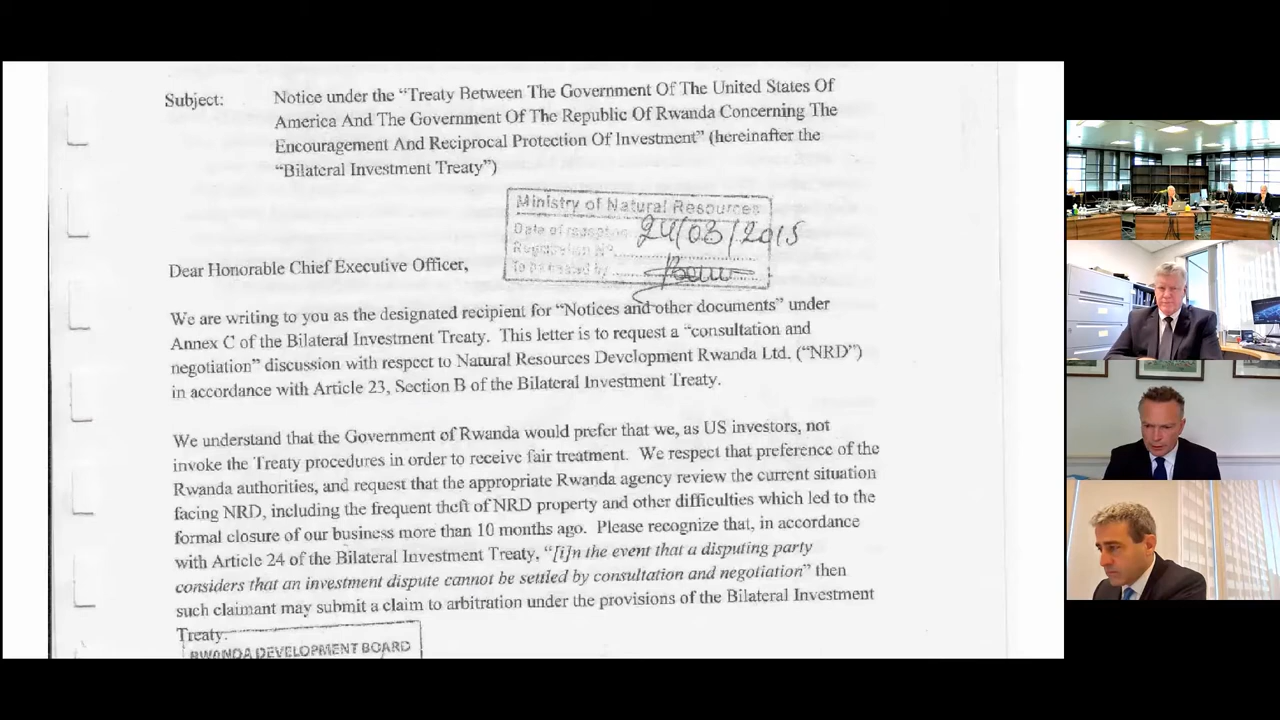 Subject: Notice under the “Treaty Between The Government Of The United States Of
America And The Government Of The Republic Of Rwanda Concerning The
Encouragement And Reciprocal Protection Of Investment” (hereinafter the
“Bilateral Investment Treaty”)
Ministry of Natural Resources
Date of reception 24/03/2015
To be treated by
Dear Honorable Chief Executive Officer,
We are writing to you as the designated recipient for “Notices and other documents” under
Annex C of the Bilateral Investment Treaty. This letter is to request a “consultation and
negotiation” discussion with respect to Natural Resources Development Rwanda Ltd. (“NRD”)
in accordance with Article 23, Section B of the Bilateral Investment Treaty.
We understand that the Government of Rwanda would prefer that we, as US investors, not
invoke the Treaty procedures in order to receive fair treatment. We respect that preference of the
Rwanda authorities, and request that the appropriate Rwanda agency review the current situation
facing NRD, including the frequent theft of NRD property and other difficulties which led to the
formal closure of our business more than 10 months ago. Please recognize that, in accordance
with Article 24 of the Bilateral Investment Treaty, “[i]n the event that a disputing party
considers that an investment dispute cannot be settled by consultation and negotiation” then
such claimant may submit a claim to arbitration under the provisions of the Bilateral Investment
Treaty.
RWANDA DEVELOPMENT BOARD